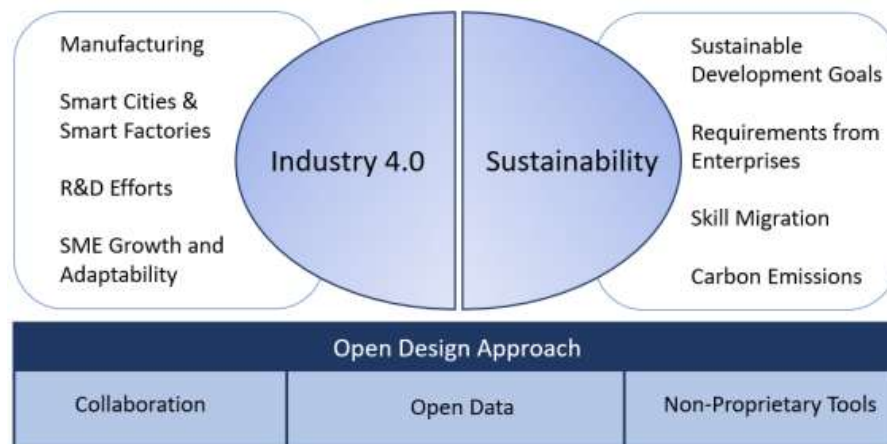 Manufacturing
Smart Cities &
Smart Factories
R&D Efforts
SME Growth and
Adaptability
Industry 4.0
Sustainability
Sustainable
Development Goals
Requirements from
Enterprises
Skill Migration
Carbon Emissions
Open Design Approach
Collaboration
Open Data
Non-Proprietary Tools